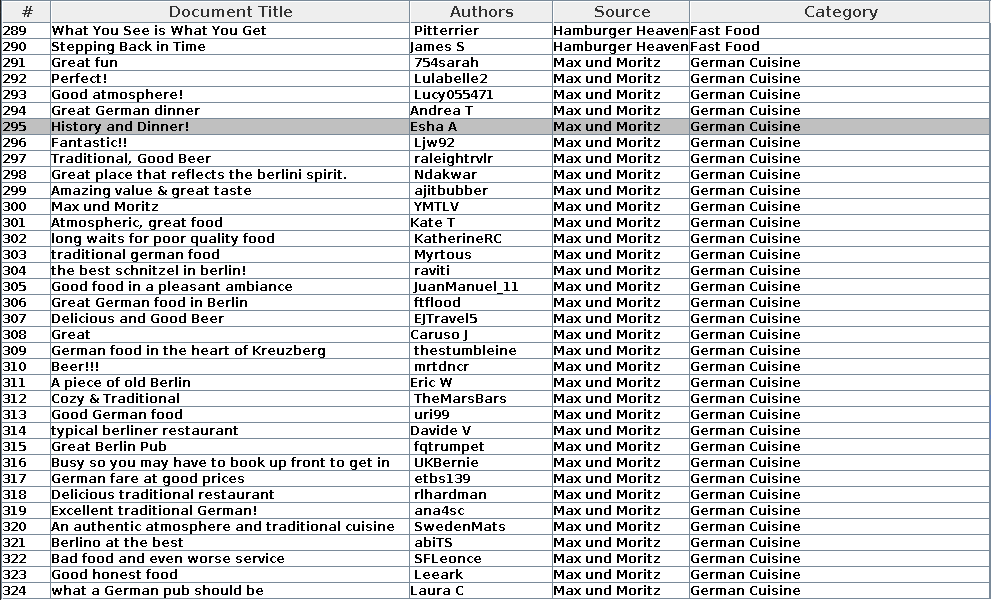 # Document Title Authors Source Category
289 What You See is What You Get Pitterrier Hamburger Heaven Fast Food
290 Stepping Back in Time James S Hamburger Heaven Fast Food
291 Great fun 754sarah Max und Moritz German Cuisine
292 Perfect! Lulabelle2 Max und Moritz German Cuisine
293 Good atmosphere! Lucy055471 Max und Moritz German Cuisine
294 Great German dinner Andrea T Max und Moritz German Cuisine
295 History and Dinner! Esha A Max und Moritz German Cuisine
296 Fantastic!! Ljw92 Max und Moritz German Cuisine
297 Traditional, Good Beer raleightrvlr Max und Moritz German Cuisine
298 Great place that reflects the berlini spirit. Ndakwar Max und Moritz German Cuisine
299 Amazing value & great taste ajitbubber Max und Moritz German Cuisine
300 Max und Moritz YMTLV Max und Moritz German Cuisine
301 Atmospheric, great food Kate T Max und Moritz German Cuisine
302 long waits for poor quality food KatherineRC Max und Moritz German Cuisine
303 traditional german food Myrtous Max und Moritz German Cuisine
304 the best schnitzel in berlin! raviti Max und Moritz German Cuisine
305 Good food in a pleasant ambiance JuanManuel_11 Max und Moritz German Cuisine
306 Great German food in Berlin ftflood Max und Moritz German Cuisine
307 Delicious and Good Beer EJTravel5 Max und Moritz German Cuisine
308 Great Caruso J Max und Moritz German Cuisine
309 German food in the heart of Kreuzberg thestumbleine Max und Moritz German Cuisine
310 Beer!!! mrtdncr Max und Moritz German Cuisine
311 A piece of old Berlin Eric W Max und Moritz German Cuisine
312 Cozy & Traditional TheMarsBars Max und Moritz German Cuisine
313 Good German food uri99 Max und Moritz German Cuisine
314 typical berliner restaurant Davide V Max und Moritz German Cuisine
315 Great Berlin Pub fqtrumpet Max und Moritz German Cuisine
316 Busy so you may have to book up front to get in UKBernie Max und Moritz German Cuisine
317 German fare at good prices etbs139 Max und Moritz German Cuisine
318 Delicious traditional restaurant rlhardman Max und Moritz German Cuisine
319 Excellent traditional German! ana4sc Max und Moritz German Cuisine
320 An authentic atmosphere and traditional cuisine SwedenMats Max und Moritz German Cuisine
321 Berlino at the best abiTS Max und Moritz German Cuisine
322 Bad food and even worse service SFLeonce Max und Moritz German Cuisine
323 Good honest food Leeark Max und Moritz German Cuisine
324 what a German pub should be Laura C Max und Moritz German Cuisine